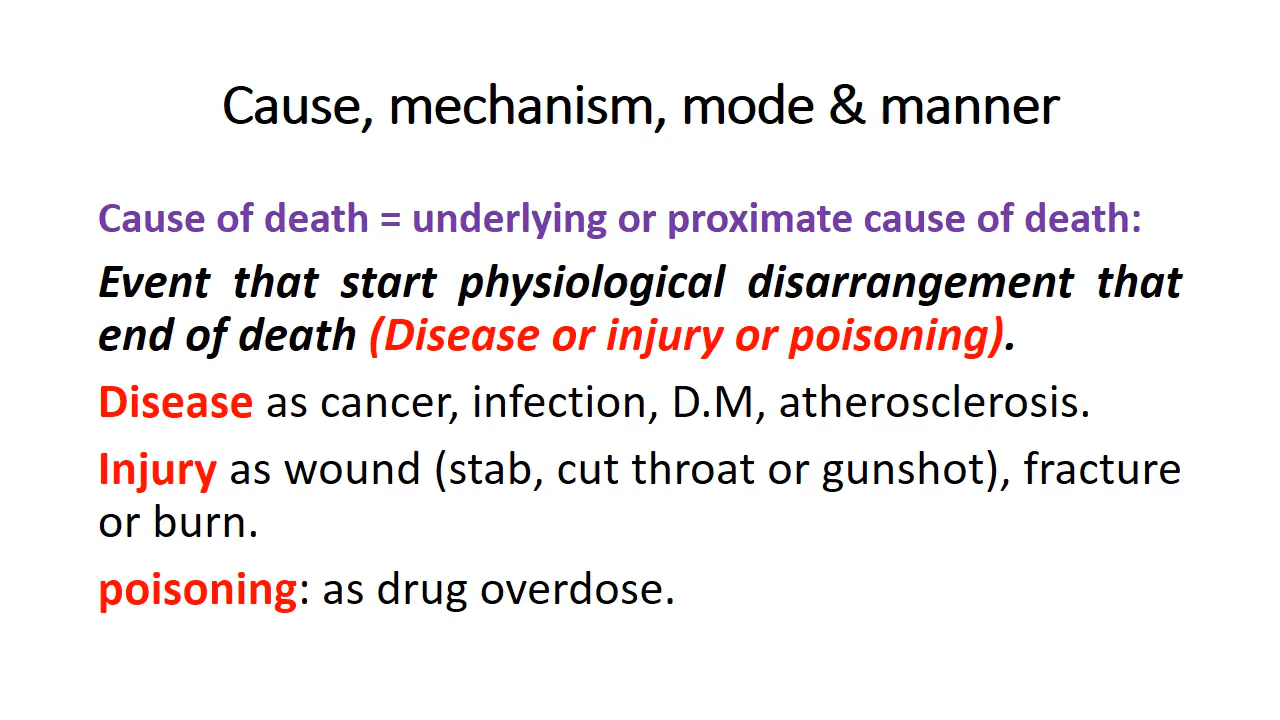 Cause, mechanism, mode & manner
Cause of death = underlying or proximate cause of death:
Event that start physiological disarrangement that
end of death (Disease or injury or poisoning).
Disease as cancer, infection, D.M, atherosclerosis.
Injury as wound (stab, cut throat or gunshot), fracture
or burn.
poisoning: as drug overdose.